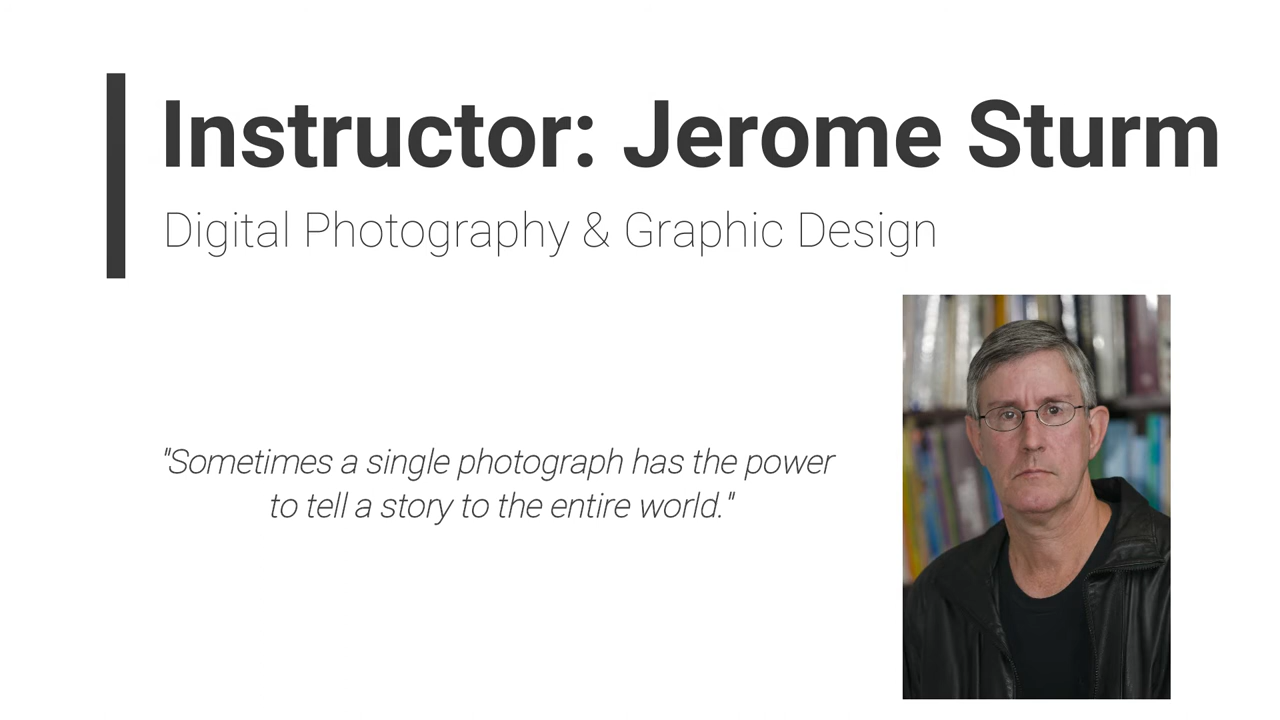 Instructor: Jerome Sturm
Digital Photography & Graphic Design
"Sometimes a single photograph has the power
to tell a story to the entire world."